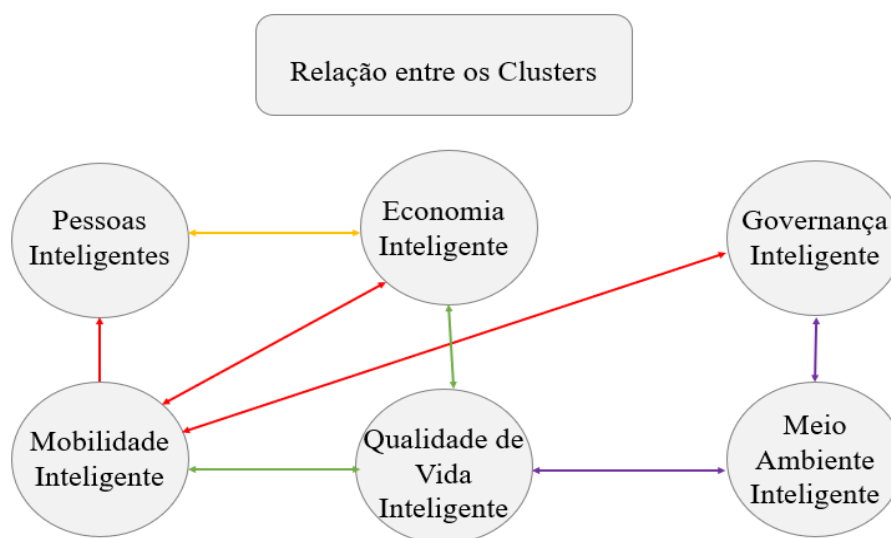 Relação entre os Clusters
Pessoas
Inteligentes
Economia
Inteligente
Governança
Inteligente
Mobilidade
Inteligente
Qualidade de
Vida
Inteligente
Meio
Ambiente
Inteligente